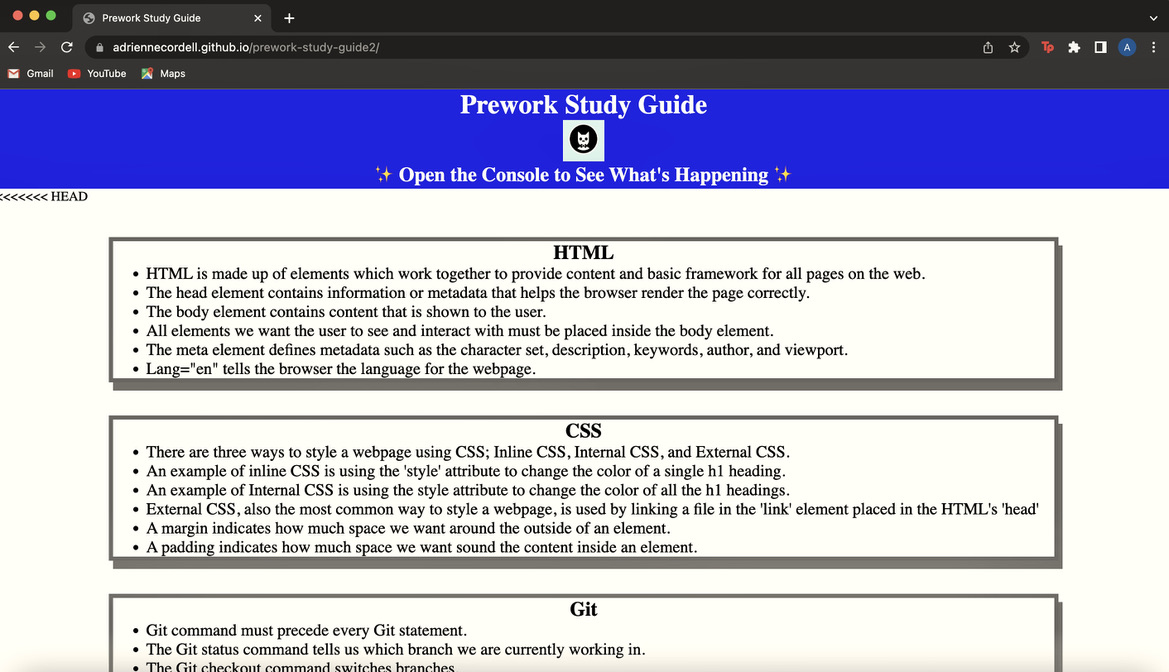 Prework Study Guide
adriennecordell.github.io/prework-study-guide2/
Tp
A
Gmail YouTube Maps
Prework Study Guide
✨ Open the Console to See What's Happening ✨
<<<<<<< HEAD
HTML
• HTML is made up of elements which work together to provide content and basic framework for all pages on the web.
• The head element contains information or metadata that helps the browser render the page correctly.
• The body element contains content that is shown to the user.
• All elements we want the user to see and interact with must be placed inside the body element.
• The meta element defines metadata such as the character set, description, keywords, author, and viewport.
• Lang="en" tells the browser the language for the webpage.
CSS
• There are three ways to style a webpage using CSS; Inline CSS, Internal CSS, and External CSS.
• An example of inline CSS is using the 'style' attribute to change the color of a single h1 heading.
• An example of Internal CSS is using the style attribute to change the color of all the h1 headings.
• External CSS, also the most common way to style a webpage, is used by linking a file in the 'link' element placed in the HTML's 'head'
• A margin indicates how much space we want around the outside of an element.
• A padding indicates how much space we want sound the content inside an element.
Git
• Git command must precede every Git statement.
• The Git status command tells us which branch we are currently working in.
• The Git checkout command switches branches.